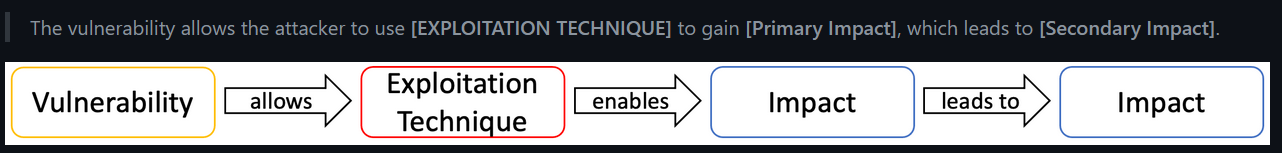 The vulnerability allows the attacker to use [EXPLOITATION TECHNIQUE] to gain [Primary Impact], which leads to [Secondary Impact].
Vulnerability allows Exploitation Technique enables Impact leads to Impact